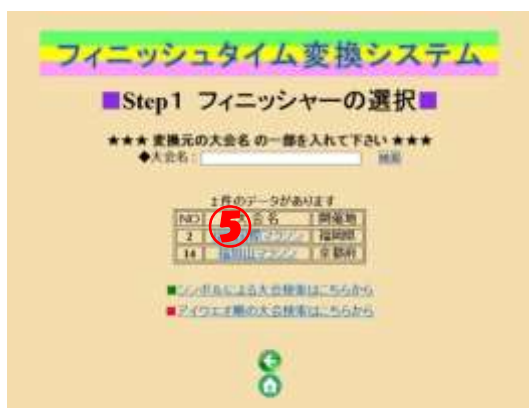 フィニッシュタイム変換システム
■Step1 フィニッシャーの選択■
★★★ 変換元の大会名 の一部を入れて下さい ★★★
◆大会名: 検索
2件のデータがあります
NO 大会名 開催地
2 ⑤ マラソン 福岡県
14 福知山マラソン 京都府
■シンボルによる大会検索はこちらから
■アイウエオ順の大会検索はこちらから